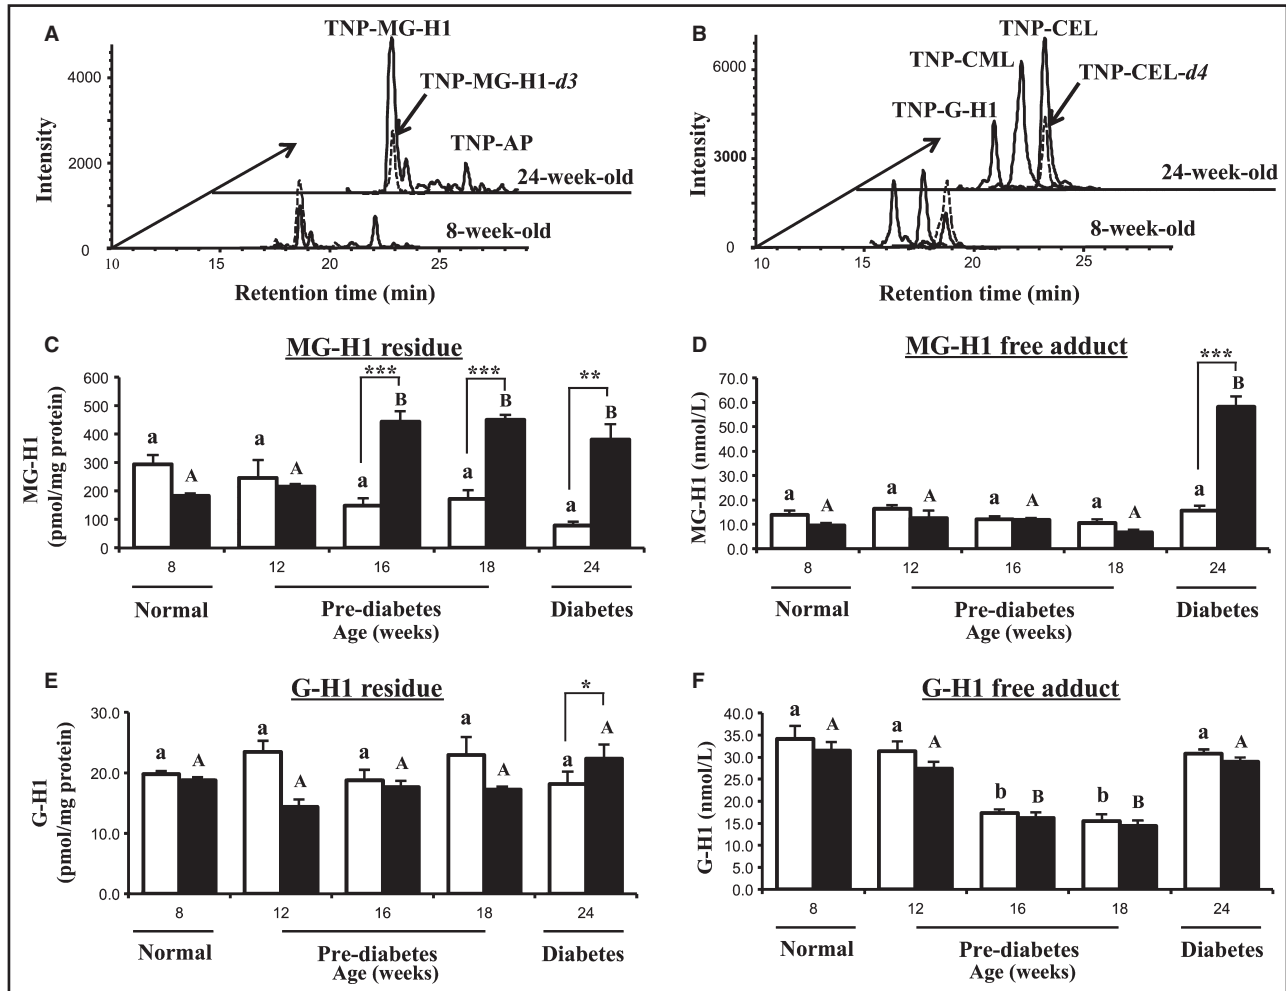 A
TNP-MG-H1
TNP-MG-H1-d3
TNP-AP
24-week-old
8-week-old
Intensity
4000
2000
0
10
15
20
25
Retention time (min)
B
TNP-CEL
TNP-CML
TNP-CEL-d4
TNP-G-H1
24-week-old
8-week-old
Intensity
6000
3000
0
10
15
20
25
Retention time (min)
C
MG-H1 residue
MG-H1
(pmol/mg protein)
600
500
400
300
200
100
0
a
A
a
A
***
a
B
***
a
B
**
a
B
8
12
16
18
24
Normal
Pre-diabetes
Diabetes
Age (weeks)
D
MG-H1 free adduct
MG-H1 (nmol/L)
70.0
60.0
50.0
40.0
30.0
20.0
10.0
0.0
a
A
a
A
a
A
a
A
***
a
B
8
12
16
18
24
Normal
Pre-diabetes
Diabetes
Age (weeks)
E
G-H1 residue
G-H1
(pmol/mg protein)
30.0
20.0
10.0
0.0
a
A
a
A
a
A
a
A
*
a
A
8
12
16
18
24
Normal
Pre-diabetes
Diabetes
Age (weeks)
F
G-H1 free adduct
G-H1 (nmol/L)
40.0
35.0
30.0
25.0
20.0
15.0
10.0
5.0
0.0
a
A
a
A
b
B
b
B
a
A
8
12
16
18
24
Normal
Pre-diabetes
Diabetes
Age (weeks)